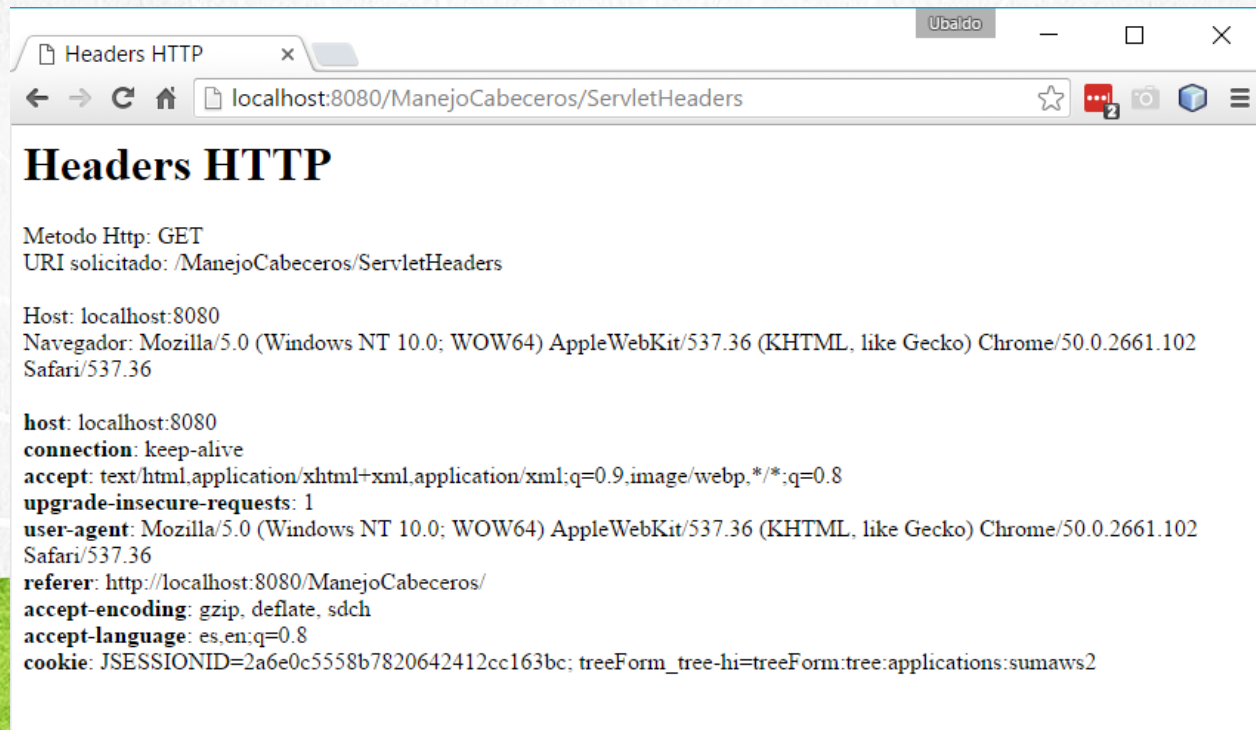 Ubaldo
Headers HTTP
localhost:8080/ManejoCabeceros/ServletHeaders
2
Headers HTTP
Metodo Http: GET
URI solicitado: /ManejoCabeceros/ServletHeaders
Host: localhost:8080
Navegador: Mozilla/5.0 (Windows NT 10.0; WOW64) AppleWebKit/537.36 (KHTML, like Gecko) Chrome/50.0.2661.102
Safari/537.36
host: localhost:8080
connection: keep-alive
accept: text/html,application/xhtml+xml,application/xml;q=0.9,image/webp,*/*;q=0.8
upgrade-insecure-requests: 1
user-agent: Mozilla/5.0 (Windows NT 10.0; WOW64) AppleWebKit/537.36 (KHTML, like Gecko) Chrome/50.0.2661.102
Safari/537.36
referer: http://localhost:8080/ManejoCabeceros/
accept-encoding: gzip, deflate, sdch
accept-language: es,en;q=0.8
cookie: JSESSIONID=2a6e0c5558b7820642412cc163bc; treeForm_tree-hi=treeForm:tree:applications:sumaws2